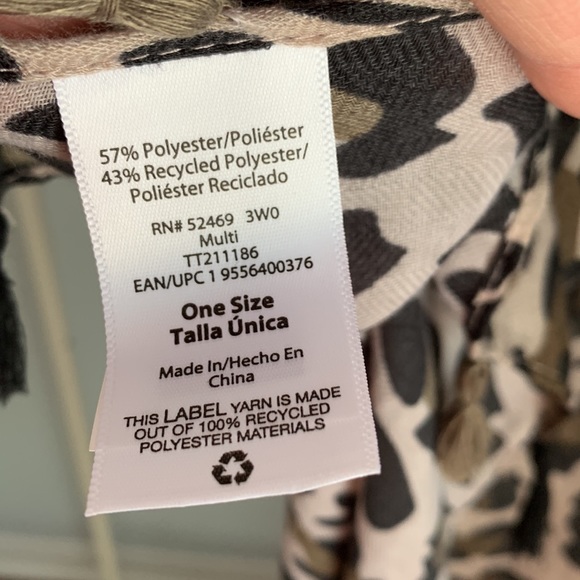 57% Polyester/Poliéster
43% Recycled Polyester/
Poliéster Reciclado
RN# 52469 3W0
Multi
TT211186
EAN/UPC 1 9556400376
One Size
Talla Única
Made In/Hecho En
China
THIS LABEL YARN IS MADE
OUT OF 100% RECYCLED
POLYESTER MATERIALS